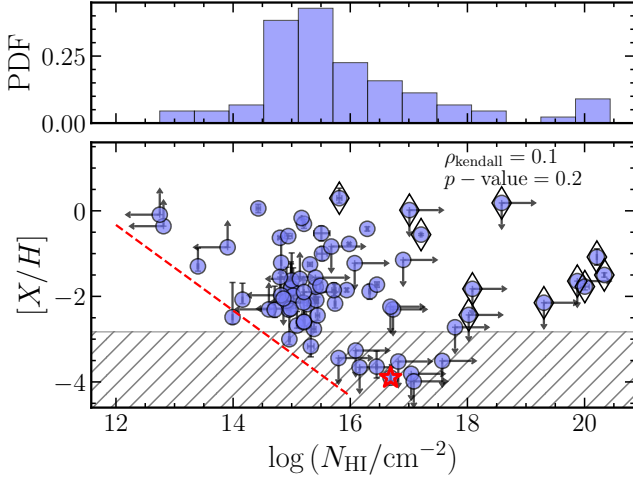 PDF
0.25
0.00
ρkendall = 0.1
p − value = 0.2
[X/H]
0
−2
−4
12 14 16 18 20
log (N_HI/cm⁻²)